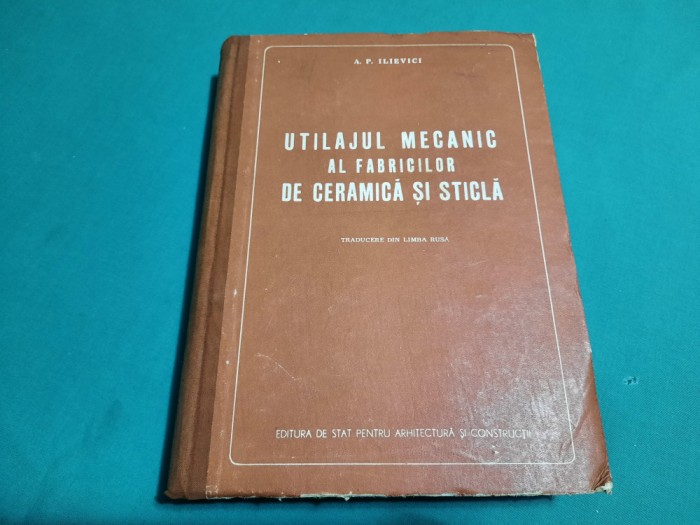 A. P. ILIEVICI
UTILAJUL MECANIC
AL FABRICILOR
DE CERAMICĂ ȘI STICLĂ
TRADUCERE DIN LIMBA RUSĂ
EDITURA DE STAT PENTRU ARHITECTURĂ ȘI CONSTRUCȚII